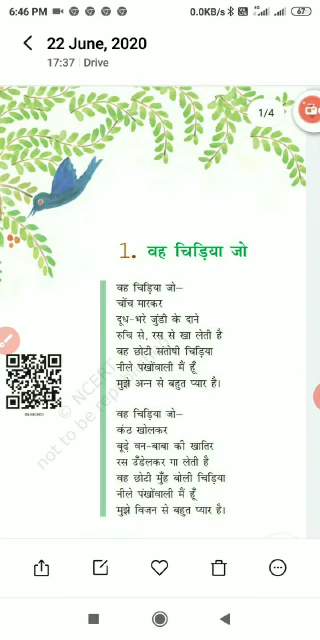 6:46 PM
0.0KB/s
67
22 June, 2020
17:37 | Drive
1/4
1. वह चिड़िया जो
वह चिड़िया जो–
चोंच मारकर
दूध-भरे जुंडी के दाने
रुचि से, रस से खा लेती है
वह छोटी संतोषी चिड़िया
नीले पंखोंवाली मैं हूँ
मुझे अन्न से बहुत प्यार है।
वह चिड़िया जो–
कंठ खोलकर
बूढ़े वन-बाबा की खातिर
रस उँडेलकर गा लेती है
वह छोटी मुँह बोली चिड़िया
नीले पंखोंवाली मैं हूँ
मुझे विजन से बहुत प्यार है।
© NCERT
not to be republished